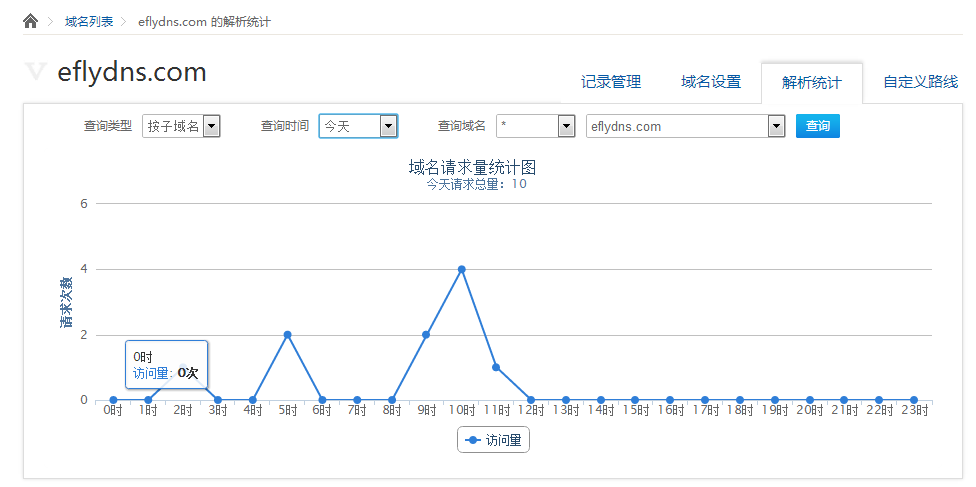 域名列表 eflydns.com 的解析统计
V eflydns.com
记录管理 域名设置 解析统计 自定义路线
查询类型 按子域名 查询时间 今天 查询域名 * eflydns.com 查询
域名请求量统计图
今天请求总量：10
6
4
2
0
请求次数
0时
访问量: 0次
0时 1时 2时 3时 4时 5时 6时 7时 8时 9时 10时 11时 12时 13时 14时 15时 16时 17时 18时 19时 20时 21时 22时 23时
访问量